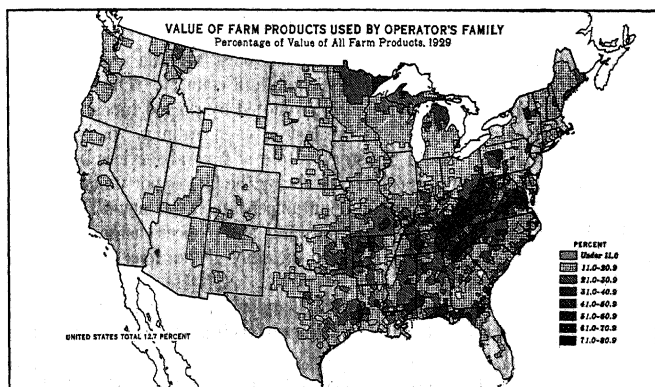 VALUE OF FARM PRODUCTS USED BY OPERATOR'S FAMILY
Percentage of Value of All Farm Products, 1929
PERCENT
Under 11.0
11.0-20.9
21.0-30.9
31.0-40.9
41.0-50.9
51.0-60.9
61.0-70.9
71.0-80.9
UNITED STATES TOTAL 12.7 PERCENT